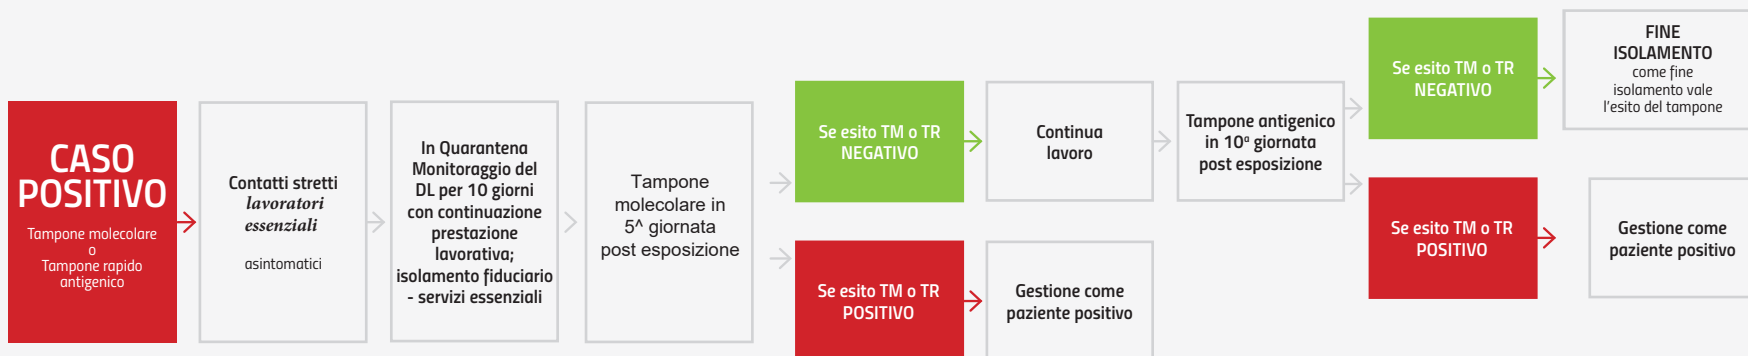 CASO
POSITIVO
Tampone molecolare
o
Tampone rapido
antigenico
Contatti stretti
lavoratori
essenziali
asintomatici
In Quarantena
Monitoraggio del
DL per 10 giorni
con continuazione
prestazione
lavorativa;
isolamento fiduciario
- servizi essenziali
Tampone
molecolare in
5^ giornata
post esposizione
Se esito TM o TR
NEGATIVO
Continua
lavoro
Tampone antigenico
in 10ª giornata
post esposizione
Se esito TM o TR
NEGATIVO
FINE
ISOLAMENTO
come fine
isolamento vale
l'esito del tampone
Se esito TM o TR
POSITIVO
Gestione come
paziente positivo
Se esito TM o TR
POSITIVO
Gestione come
paziente positivo